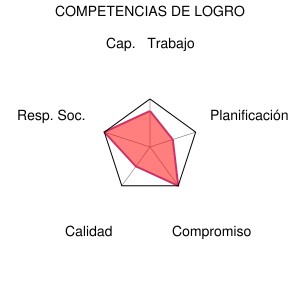 COMPETENCIAS DE LOGRO
Cap. Trabajo
Resp. Soc.
Planificación
Calidad
Compromiso